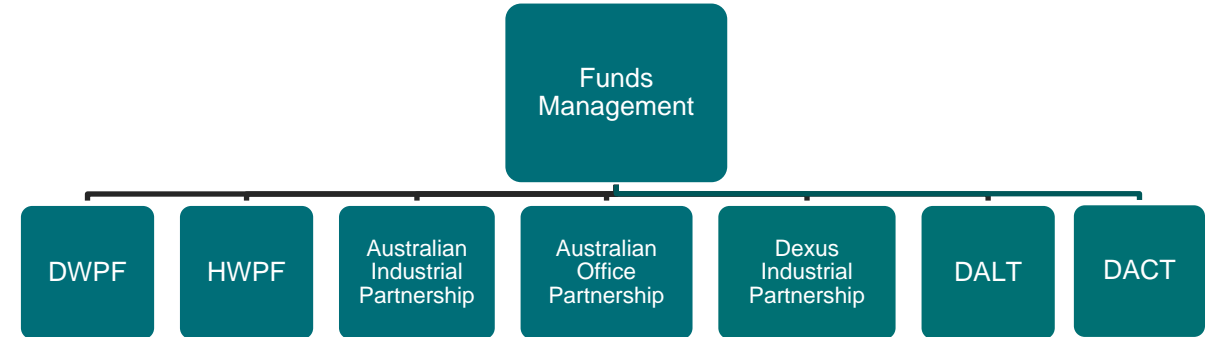 Funds
Management
DWPF
HWPF
Australian
Industrial
Partnership
Australian
Office
Partnership
Dexus
Industrial
Partnership
DALT
DACT